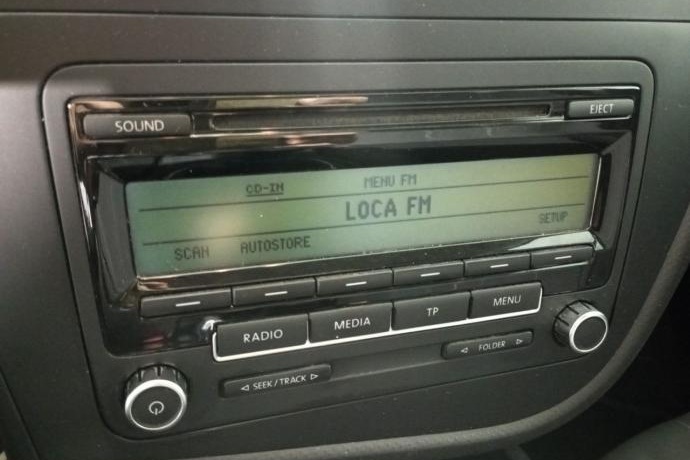 SOUND
EJECT
CD-IN MENU FM
LOCA FM
SCAN AUTOSTORE SETUP
RADIO MEDIA TP MENU
◁ SEEK / TRACK ▷
◁ FOLDER ▷